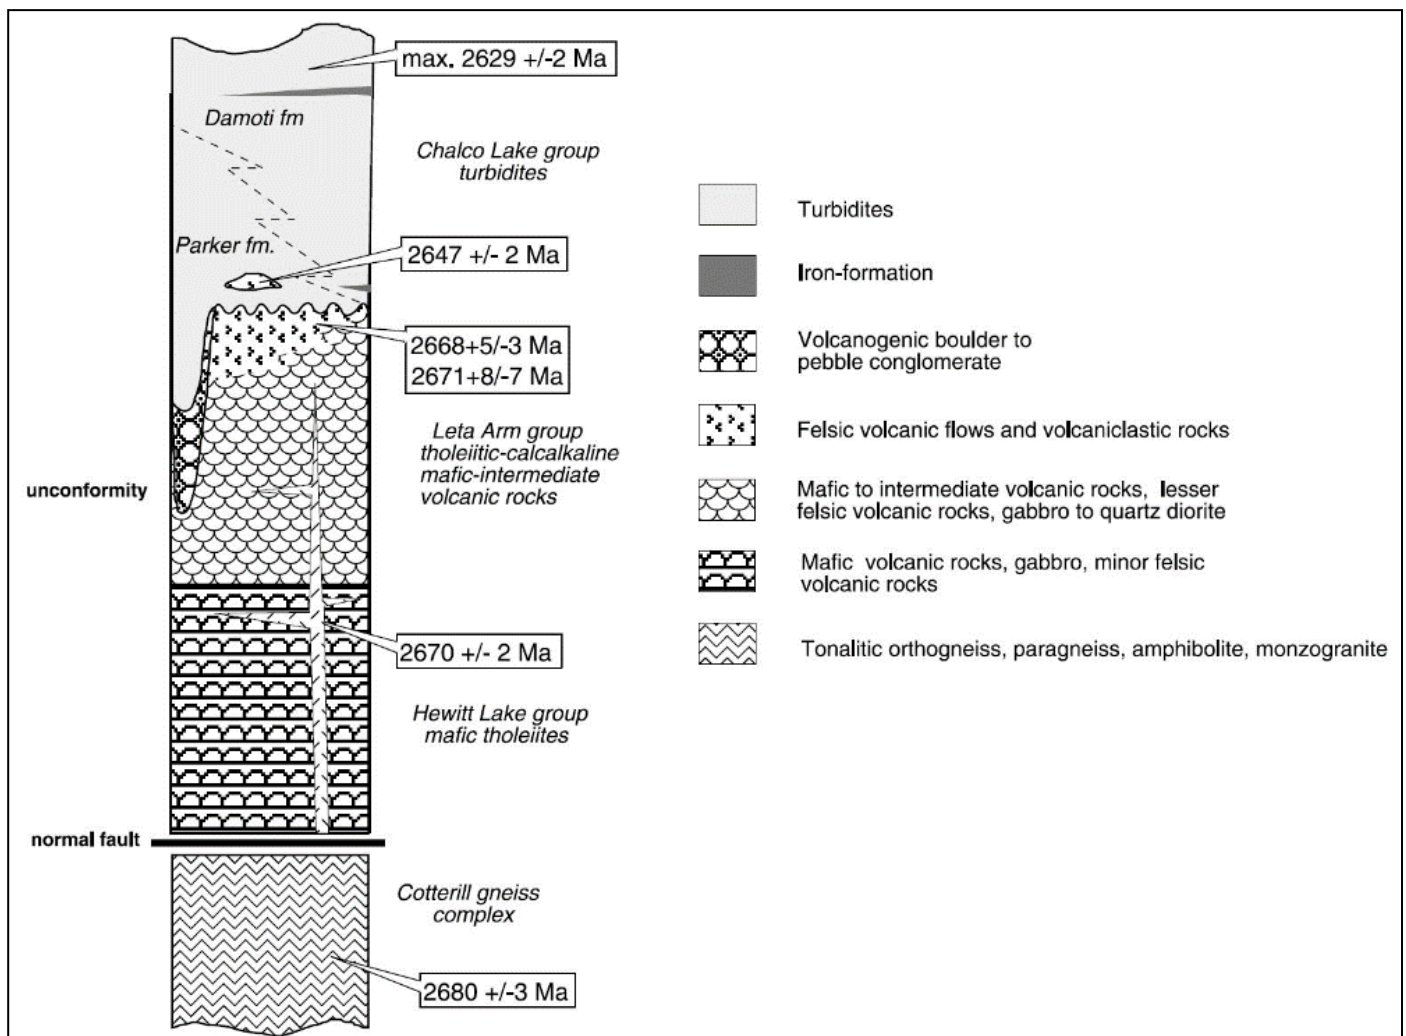 max. 2629 +/-2 Ma
Damoti fm
Chalco Lake group
turbidites
Parker fm.
2647 +/- 2 Ma
2668+5/-3 Ma
2671+8/-7 Ma
Leta Arm group
tholeiitic-calcalkaline
mafic-intermediate
volcanic rocks
unconformity
2670 +/- 2 Ma
Hewitt Lake group
mafic tholeiites
normal fault
Cotterill gneiss
complex
2680 +/-3 Ma
Turbidites
Iron-formation
Volcanogenic boulder to
pebble conglomerate
Felsic volcanic flows and volcaniclastic rocks
Mafic to intermediate volcanic rocks, lesser
felsic volcanic rocks, gabbro to quartz diorite
Mafic volcanic rocks, gabbro, minor felsic
volcanic rocks
Tonalitic orthogneiss, paragneiss, amphibolite, monzogranite